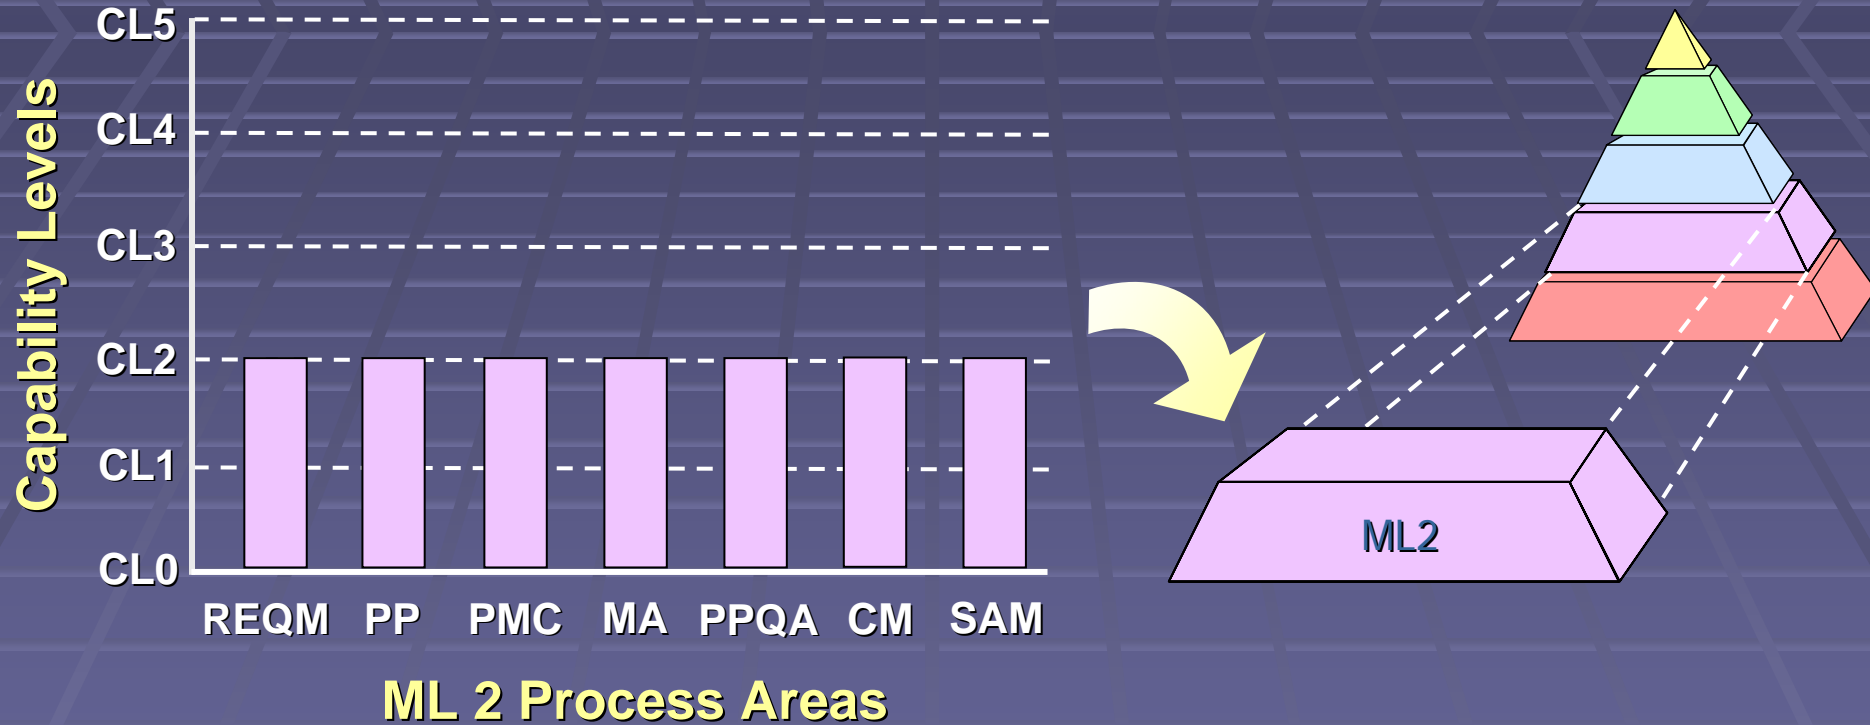 Capability Levels
CL5
CL4
CL3
CL2
CL1
CL0
REQM PP PMC MA PPQA CM SAM
ML 2 Process Areas
ML2